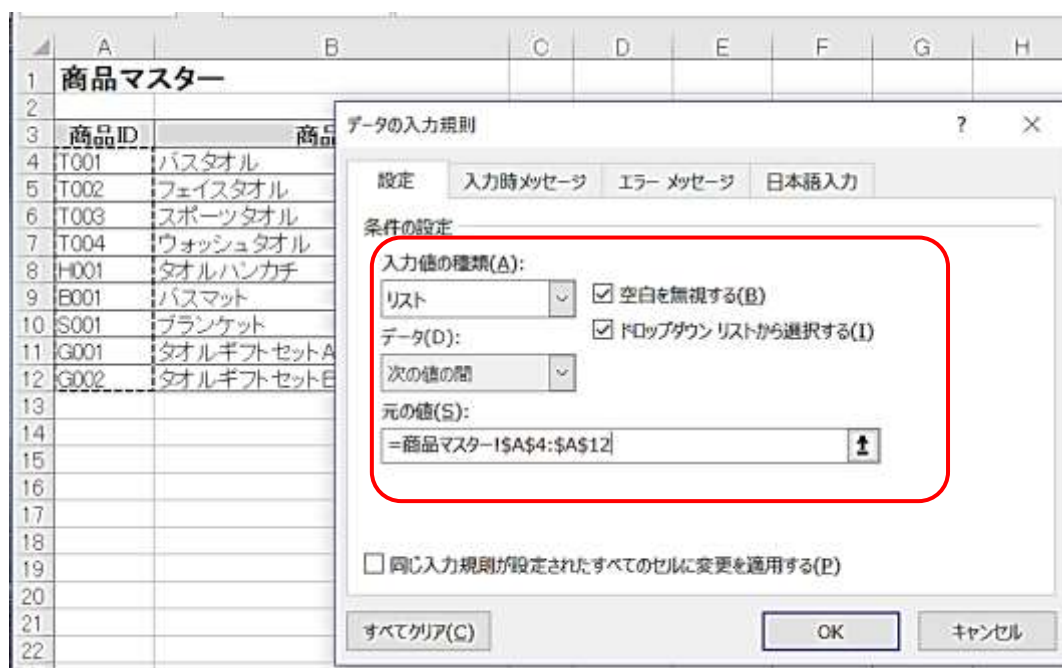 A B C D E F G H
1 商品マスター
2
3 商品ID 商品
4 T001 バスタオル
5 T002 フェイスタオル
6 T003 スポーツタオル
7 T004 ウォッシュタオル
8 H001 タオルハンカチ
9 B001 バスマット
10 S001 ブランケット
11 G001 タオルギフトセットA
12 G002 タオルギフトセットB
13
14
15
16
17
18
19
20
21
22
データの入力規則 ? ×
設定 入力時メッセージ エラー メッセージ 日本語入力
条件の設定
入力値の種類(A):
リスト 空白を無視する(B)
データ(D): ドロップダウン リストから選択する(I)
次の値の間
元の値(S):
=商品マスター!$A$4:$A$12
同じ入力規則が設定されたすべてのセルに変更を適用する(P)
すべてクリア(C) OK キャンセル